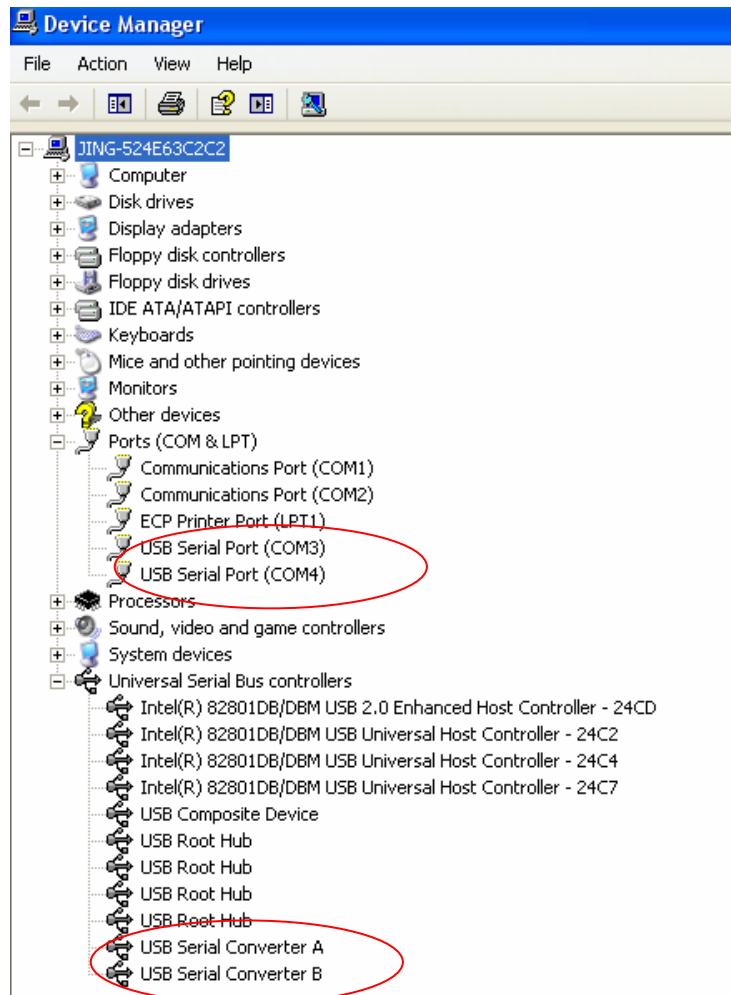 Device Manager
File Action View Help
JING-524E63C2C2
Computer
Disk drives
Display adapters
Floppy disk controllers
Floppy disk drives
IDE ATA/ATAPI controllers
Keyboards
Mice and other pointing devices
Monitors
Other devices
Ports (COM & LPT)
Communications Port (COM1)
Communications Port (COM2)
ECP Printer Port (LPT1)
USB Serial Port (COM3)
USB Serial Port (COM4)
Processors
Sound, video and game controllers
System devices
Universal Serial Bus controllers
Intel(R) 82801DB/DBM USB 2.0 Enhanced Host Controller - 24CD
Intel(R) 82801DB/DBM USB Universal Host Controller - 24C2
Intel(R) 82801DB/DBM USB Universal Host Controller - 24C4
Intel(R) 82801DB/DBM USB Universal Host Controller - 24C7
USB Composite Device
USB Root Hub
USB Root Hub
USB Root Hub
USB Root Hub
USB Serial Converter A
USB Serial Converter B